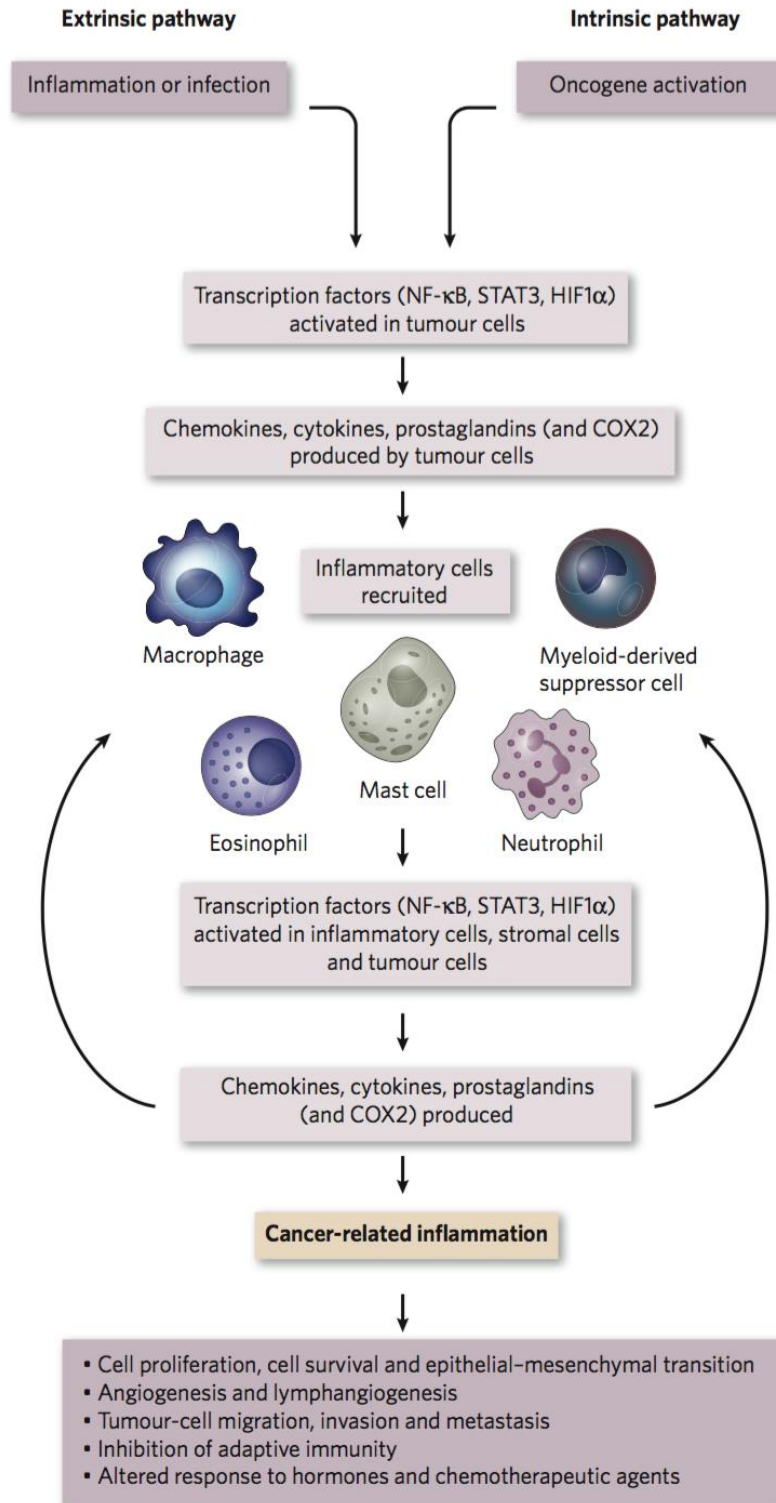 Extrinsic pathway
Intrinsic pathway
Inflammation or infection
Oncogene activation
Transcription factors (NF-κB, STAT3, HIF1α)
activated in tumour cells
Chemokines, cytokines, prostaglandins (and COX2)
produced by tumour cells
Inflammatory cells
recruited
Macrophage
Myeloid-derived
suppressor cell
Mast cell
Eosinophil
Neutrophil
Transcription factors (NF-κB, STAT3, HIF1α)
activated in inflammatory cells, stromal cells
and tumour cells
Chemokines, cytokines, prostaglandins
(and COX2) produced
Cancer-related inflammation
▪ Cell proliferation, cell survival and epithelial–mesenchymal transition
▪ Angiogenesis and lymphangiogenesis
▪ Tumour-cell migration, invasion and metastasis
▪ Inhibition of adaptive immunity
▪ Altered response to hormones and chemotherapeutic agents